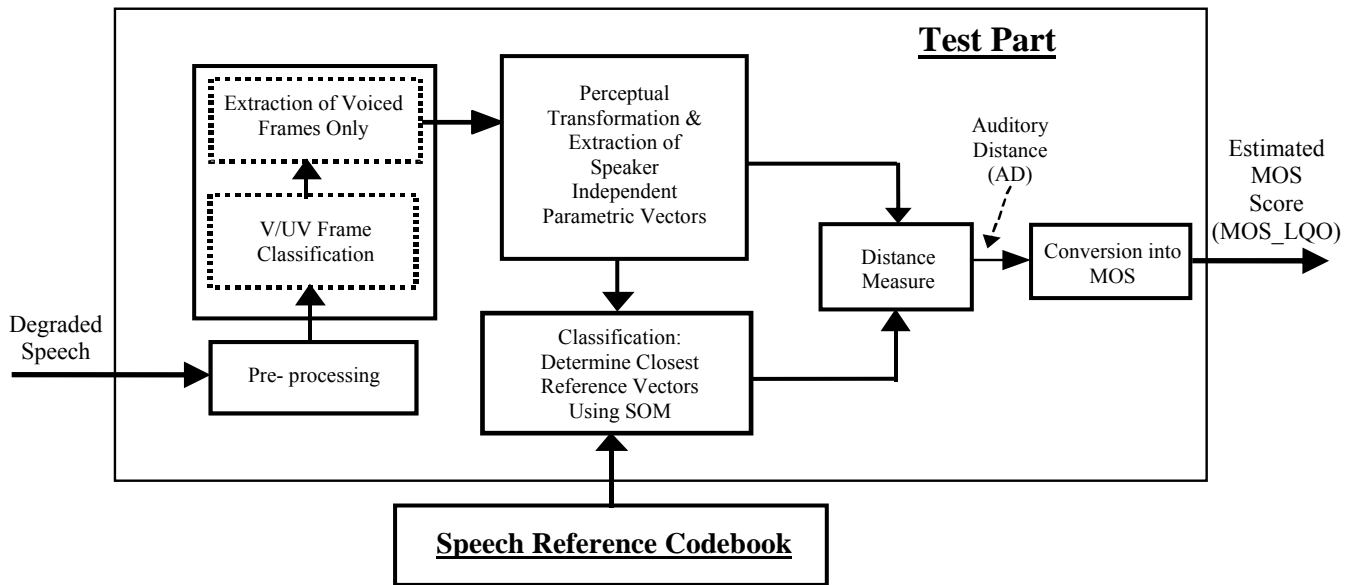 Test Part
Extraction of Voiced
Frames Only
V/UV Frame
Classification
Degraded
Speech
Pre- processing
Perceptual
Transformation &
Extraction of
Speaker
Independent
Parametric Vectors
Classification:
Determine Closest
Reference Vectors
Using SOM
Distance
Measure
Auditory
Distance
(AD)
Conversion into
MOS
Estimated
MOS
Score
(MOS_LQO)
Speech Reference Codebook